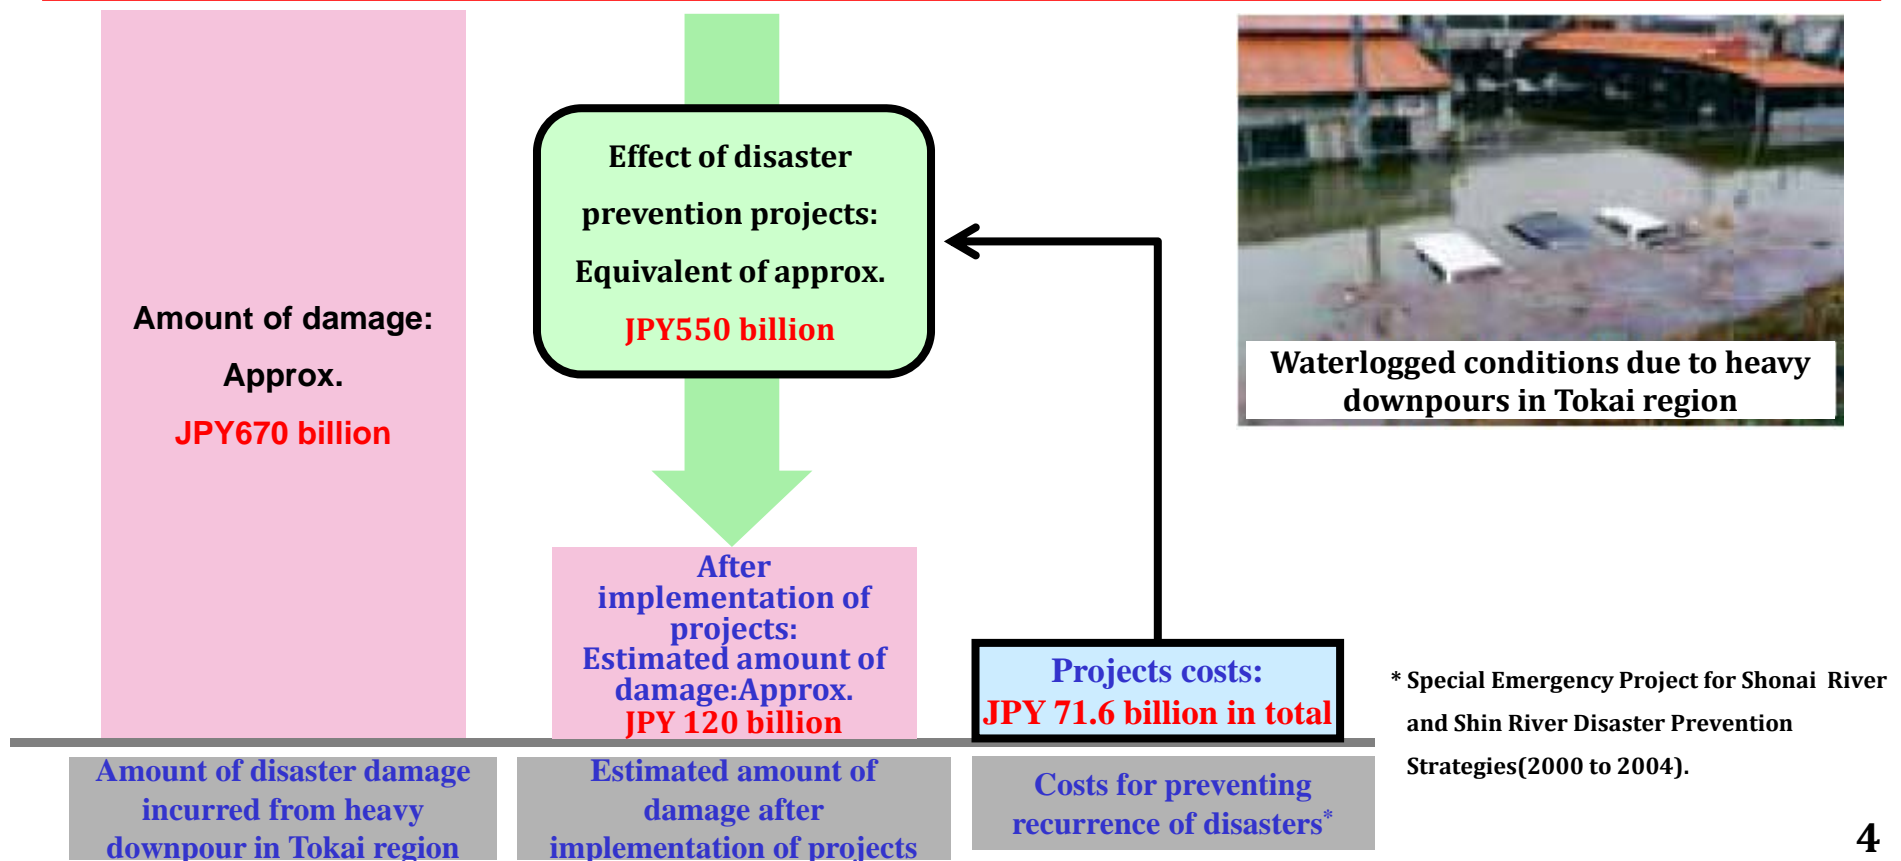 Amount of damage:
Approx.
JPY670 billion
Effect of disaster
prevention projects:
Equivalent of approx.
JPY550 billion
After
implementation of
projects:
Estimated amount of
damage:Approx.
JPY 120 billion
Projects costs:
JPY 71.6 billion in total
Waterlogged conditions due to heavy
downpours in Tokai region
* Special Emergency Project for Shonai River
and Shin River Disaster Prevention
Strategies(2000 to 2004).
Amount of disaster damage
incurred from heavy
downpour in Tokai region
Estimated amount of
damage after
implementation of projects
Costs for preventing
recurrence of disasters*
4